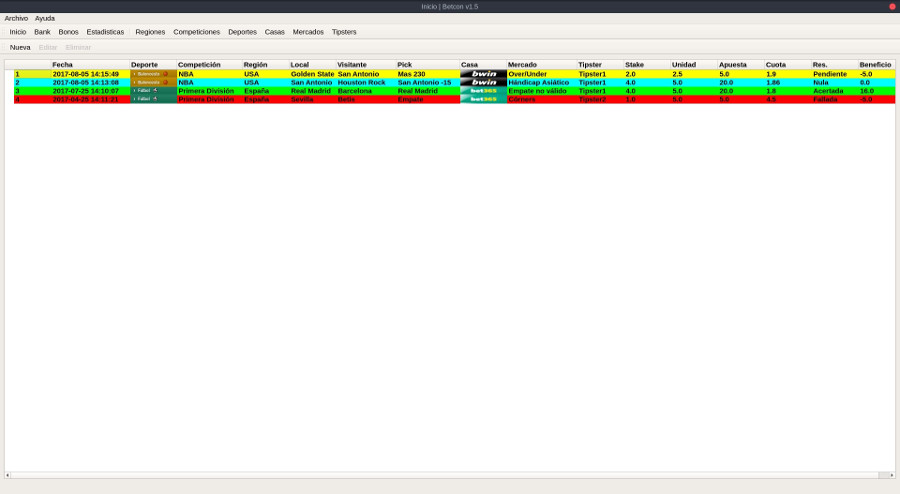 Inicio | Betcon v1.5
Archivo Ayuda
Inicio Bank Bonos Estadísticas Regiones Competiciones Deportes Casas Mercados Tipsters
Nueva Editar Eliminar
Fecha Deporte Competición Región Local Visitante Pick Casa Mercado Tipster Stake Unidad Apuesta Cuota Res. Beneficio
1 2017-08-05 14:15:49 Baloncesto NBA USA Golden State San Antonio Mas 230 bwin Over/Under Tipster1 2.0 2.5 5.0 1.9 Pendiente -5.0
2 2017-08-05 14:13:08 Baloncesto NBA USA San Antonio Houston Rock San Antonio -15 bwin Hándicap Asiático Tipster1 4.0 5.0 20.0 1.86 Nula 0.0
3 2017-07-25 14:10:07 Fútbol Primera División España Real Madrid Barcelona Real Madrid bet365 Empate no válido Tipster1 4.0 5.0 20.0 1.8 Acertada 16.0
4 2017-04-25 14:11:21 Fútbol Primera División España Sevilla Betis Empate bet365 Corners Tipster2 1.0 5.0 5.0 4.5 Fallada